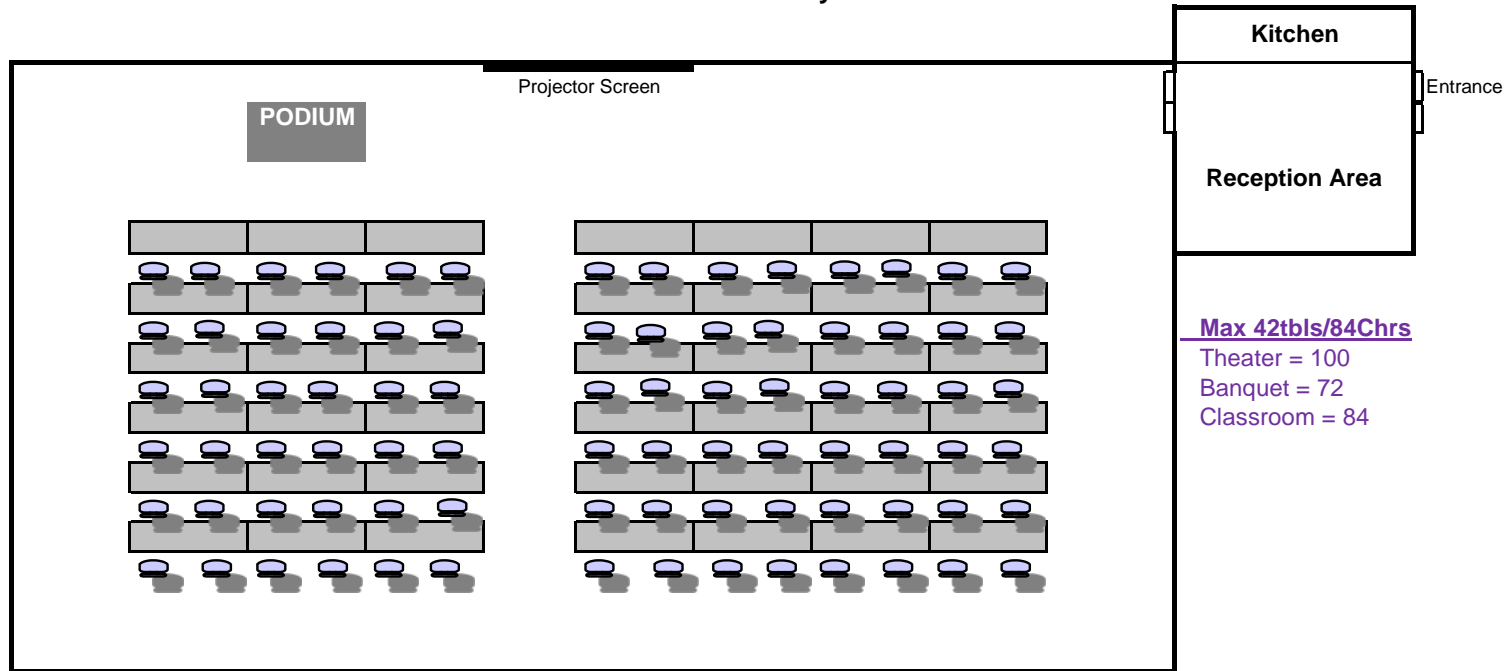 Kitchen
Projector Screen
Entrance
PODIUM
Reception Area
Max 42tbls/84Chrs
Theater = 100
Banquet = 72
Classroom = 84